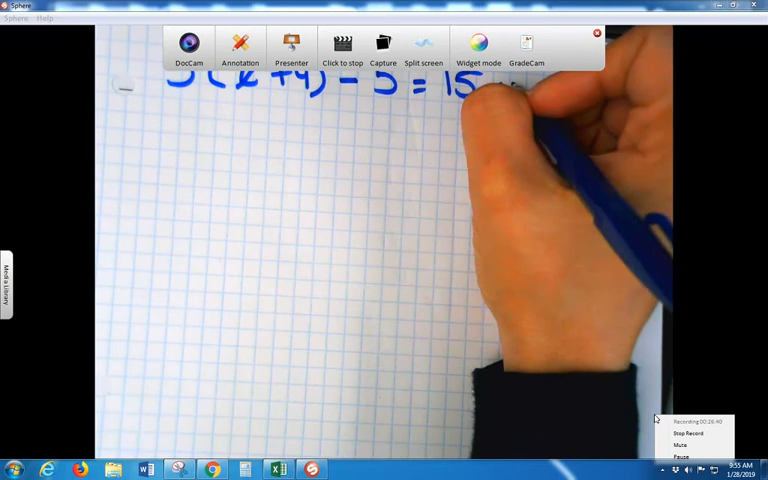 Sphere
Sphere Help
DocCam Annotation Presenter Click to stop Capture Split screen Widget mode GradeCam
(x+4) - 5 = 15
Media Library
Recording 00:26:40
Stop Record
Mute
Pause
9:55 AM
1/28/2019